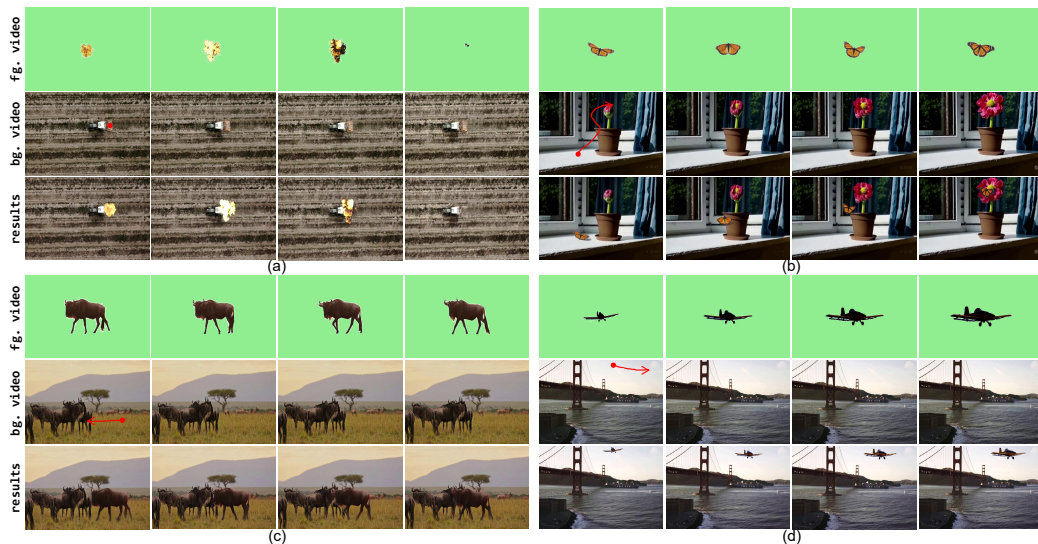 fg. video
bg. video
results
(a)
fg. video
bg. video
results
(b)
fg. video
bg. video
results
(c)
fg. video
bg. video
results
(d)